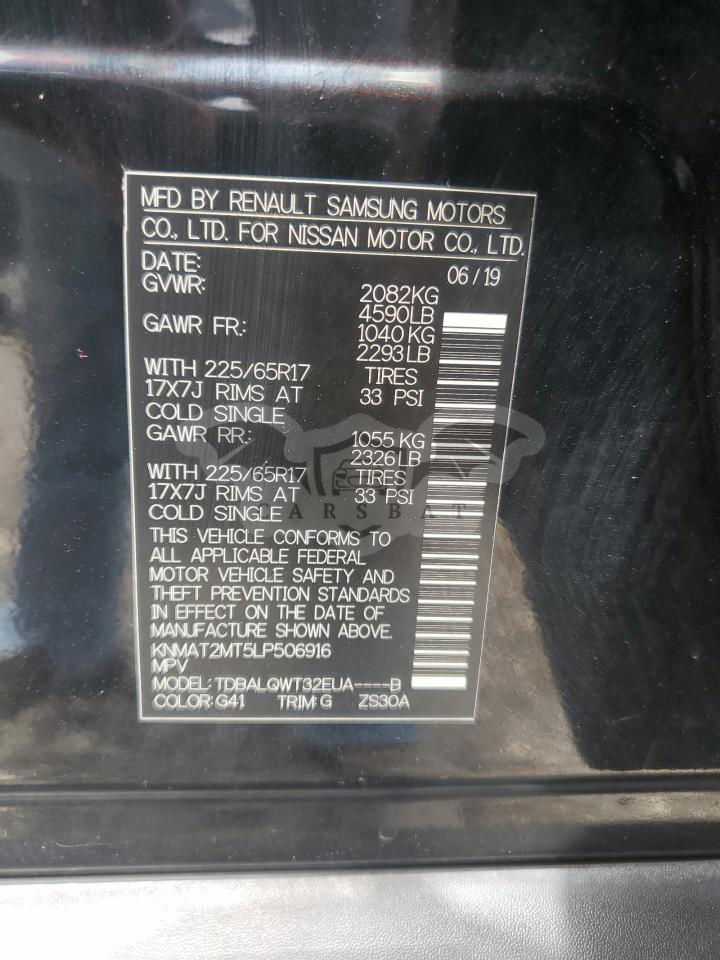 MFD BY RENAULT SAMSUNG MOTORS
CO., LTD. FOR NISSAN MOTOR CO., LTD.
DATE: 06/19
GVWR: 2082KG
4590LB
GAWR FR.: 1040KG
2293LB
WITH 225/65R17 TIRES
17X7J RIMS AT 33 PSI
COLD SINGLE
GAWR RR.: 1055KG
2326LB
WITH 225/65R17 TIRES
17X7J RIMS AT 33 PSI
COLD SINGLE
CARSBAT
THIS VEHICLE CONFORMS TO
ALL APPLICABLE FEDERAL
MOTOR VEHICLE SAFETY AND
THEFT PREVENTION STANDARDS
IN EFFECT ON THE DATE OF
MANUFACTURE SHOWN ABOVE.
KNMAT2MT5LP506916
MPV
MODEL: TDBALQWT32EUA----B
COLOR: G41 TRIM: G ZS30A